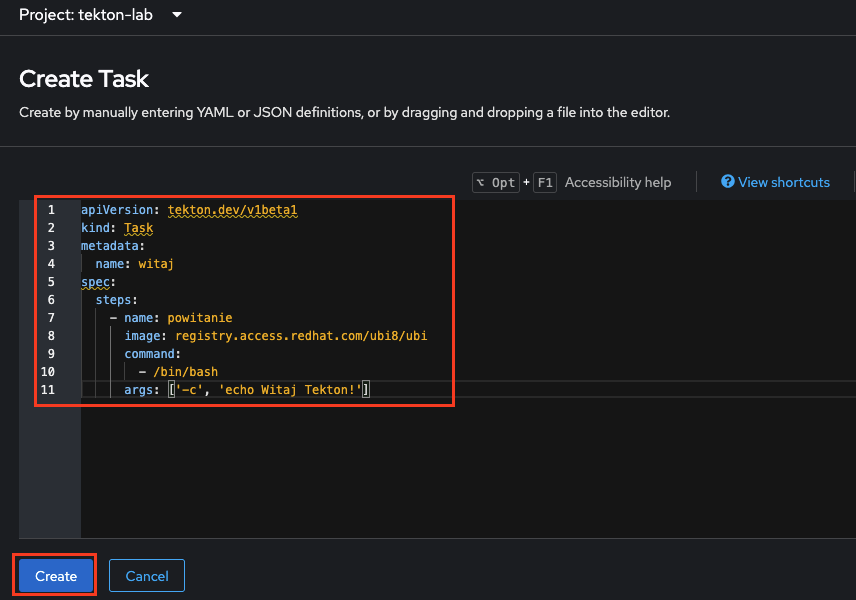 Project: tekton-lab
Create Task
Create by manually entering YAML or JSON definitions, or by dragging and dropping a file into the editor.
⌥ Opt + F1 Accessibility help View shortcuts
1 apiVersion: tekton.dev/v1beta1
2 kind: Task
3 metadata:
4   name: witaj
5 spec:
6   steps:
7     - name: powitanie
8       image: registry.access.redhat.com/ubi8/ubi
9       command:
10         - /bin/bash
11       args: ['-c', 'echo Witaj Tekton!']
Create Cancel